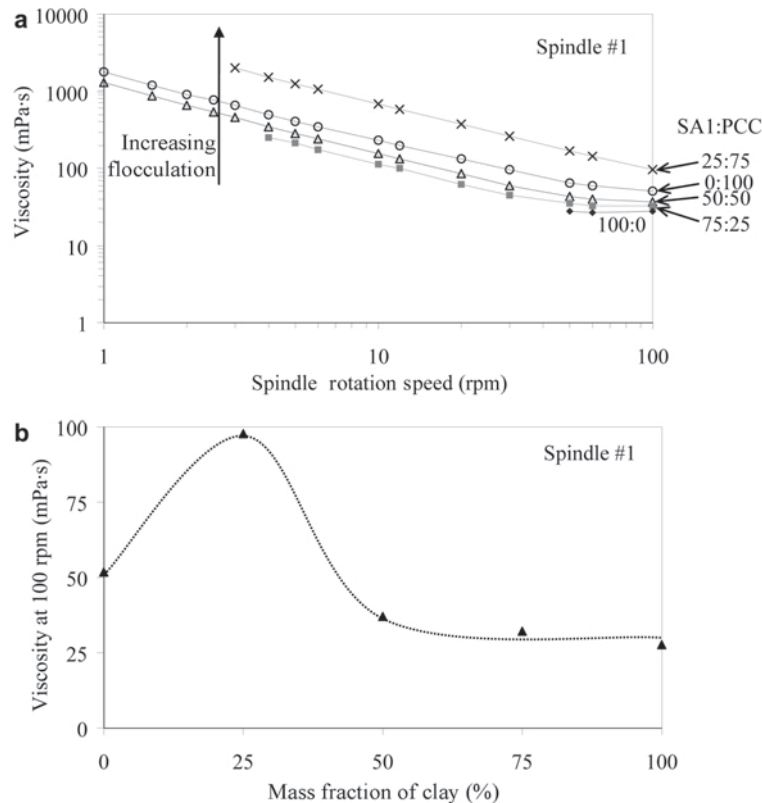 a
10000
Spindle #1
1000
SA1:PCC
Increasing
flocculation
25:75
100
0:100
50:50
10
100:0
75:25
1
Viscosity (mPa·s)
1
10
100
Spindle rotation speed (rpm)
b
100
Spindle #1
75
50
25
0
Viscosity at 100 rpm (mPa·s)
0
25
50
75
100
Mass fraction of clay (%)